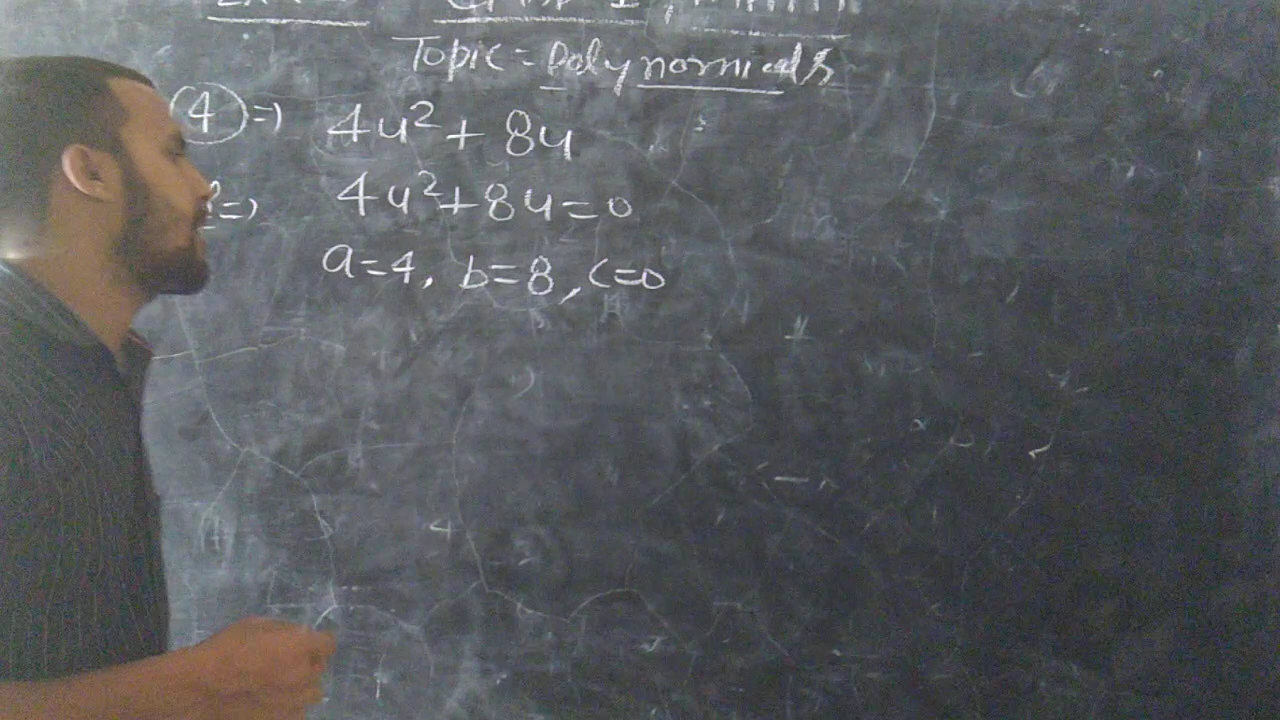 Topic = Polynomials
4 => 4u² + 8u
=> 4u² + 8u = 0
a = 4, b = 8, c = 0